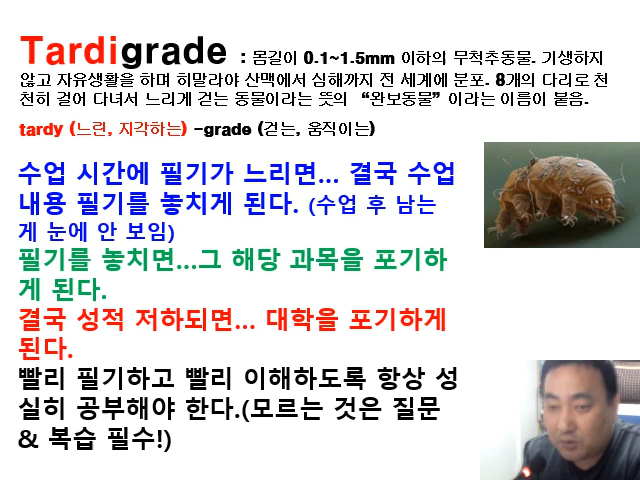 Tardigrade : 몸길이 0.1~1.5mm 이하의 무척추동물. 기생하지
않고 자유생활을 하며 히말라야 산맥에서 심해까지 전 세계에 분포. 8개의 다리로 천
천히 걸어 다녀서 느리게 걷는 동물이라는 뜻의 “완보동물”이라는 이름이 붙음.
tardy (느린, 지각하는) -grade (걷는, 움직이는)
수업 시간에 필기가 느리면... 결국 수업
내용 필기를 놓치게 된다. (수업 후 남는
게 눈에 안 보임)
필기를 놓치면...그 해당 과목을 포기하
게 된다.
결국 성적 저하되면... 대학을 포기하게
된다.
빨리 필기하고 빨리 이해하도록 항상 성
실히 공부해야 한다.(모르는 것은 질문
& 복습 필수!)